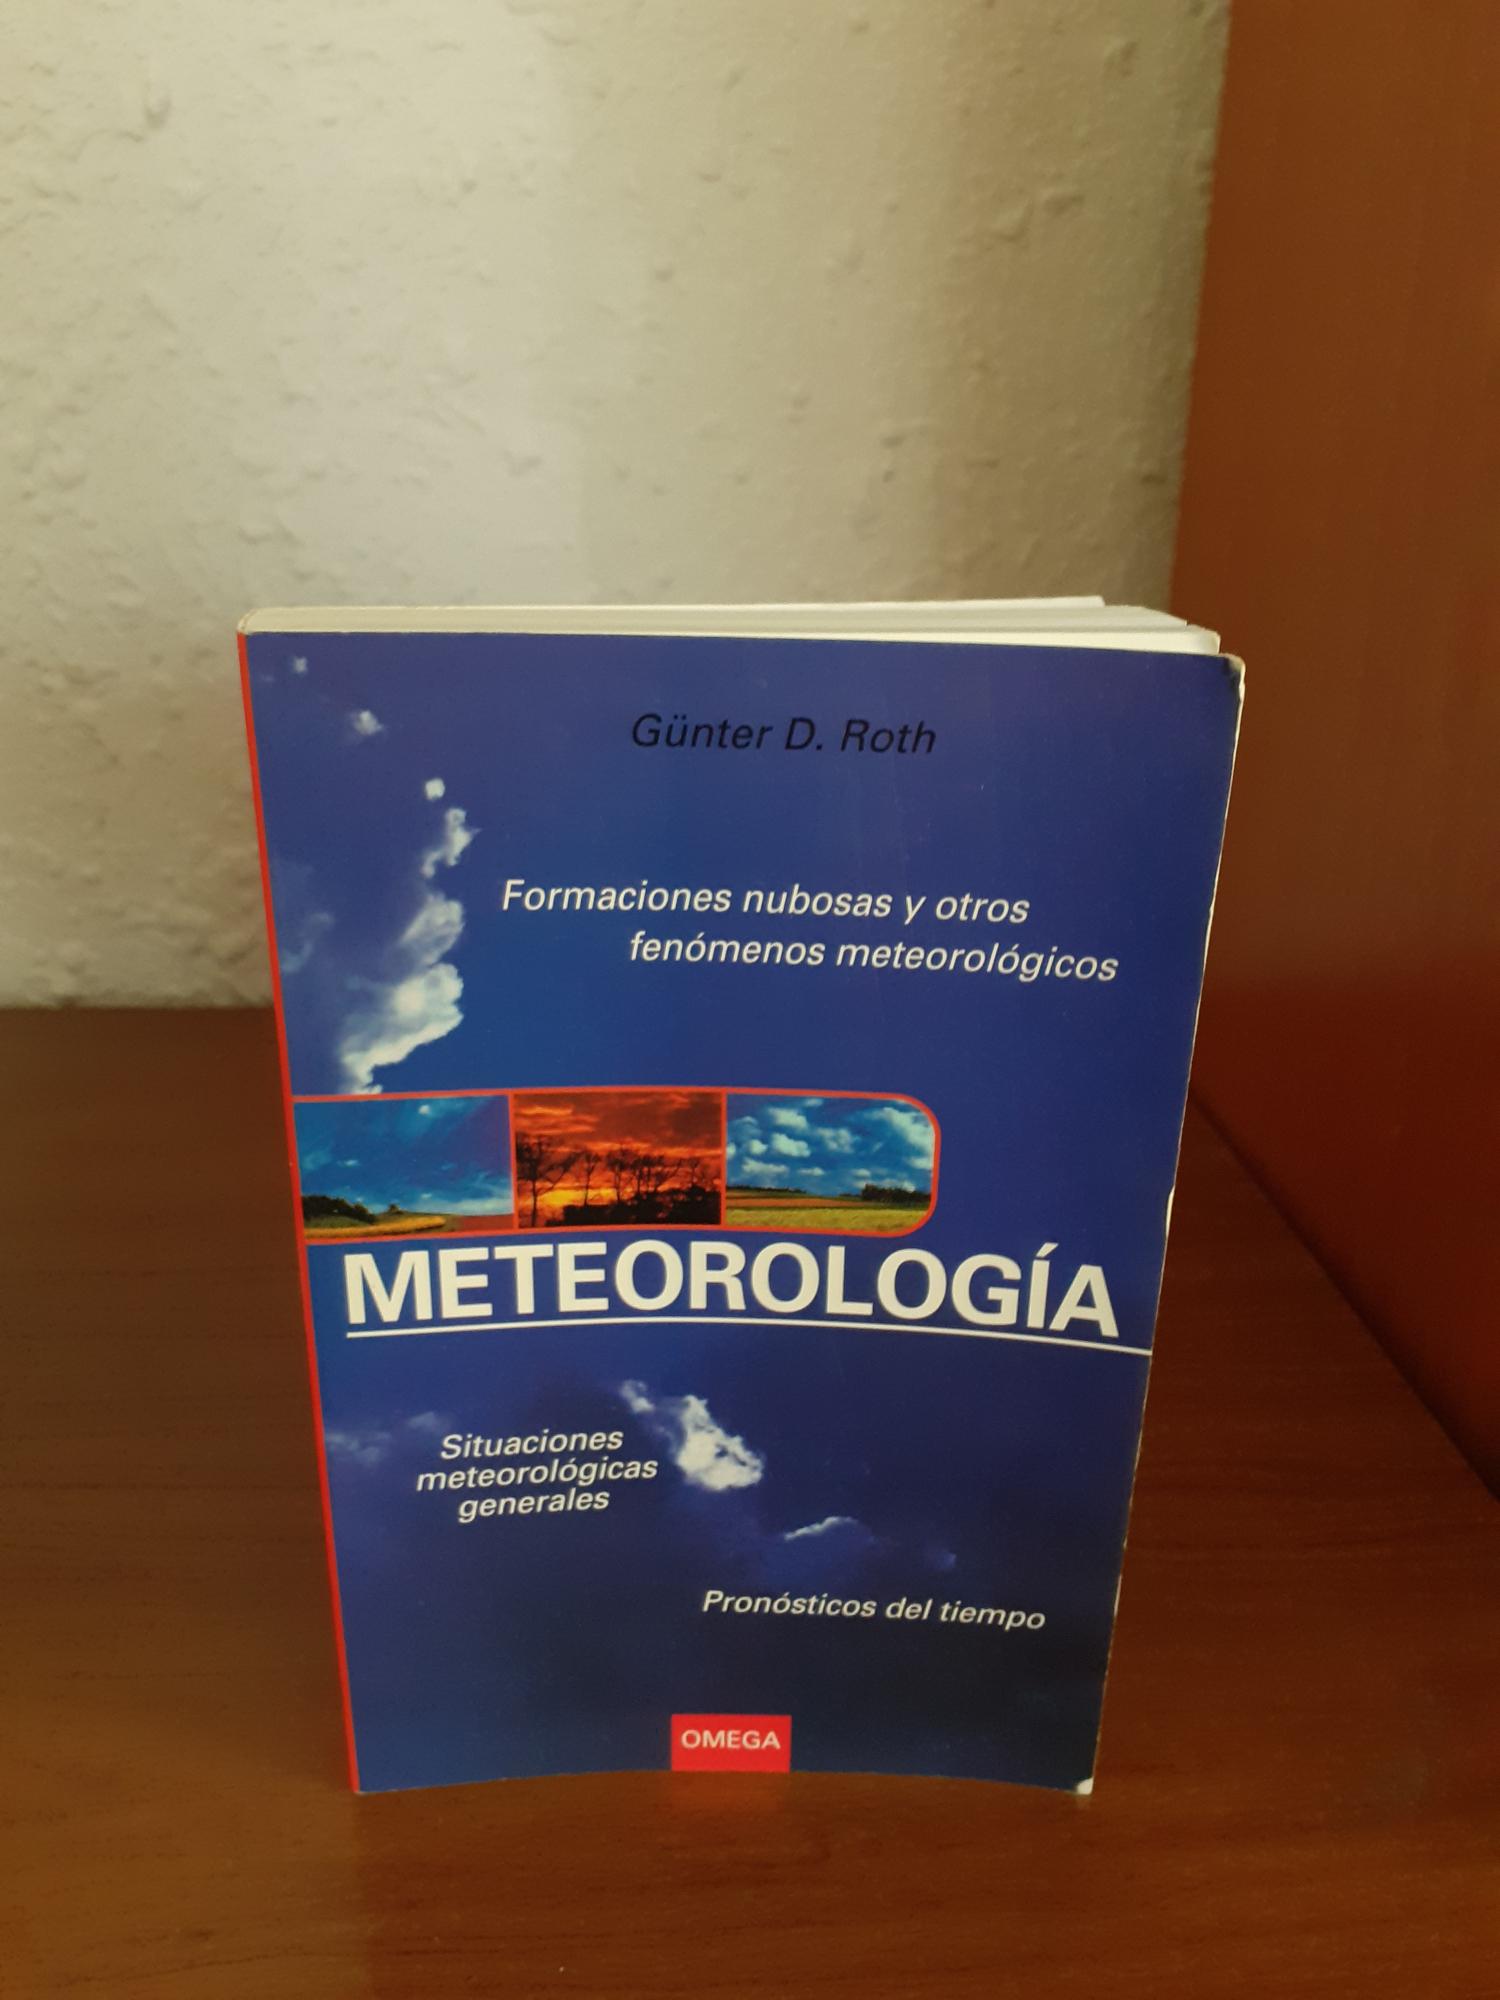 Günter D. Roth
Formaciones nubosas y otros
fenómenos meteorológicos
METEOROLOGÍA
Situaciones
meteorológicas
generales
Pronósticos del tiempo
OMEGA